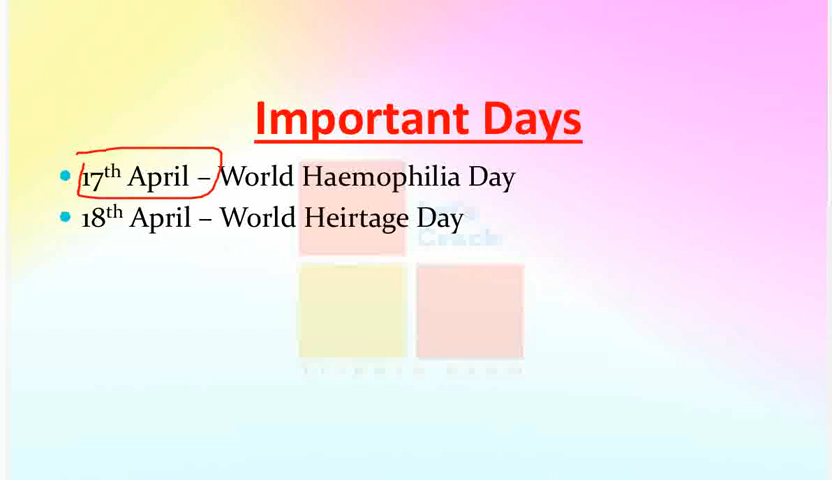 Important Days
17th April – World Haemophilia Day
18th April – World Heirtage Day